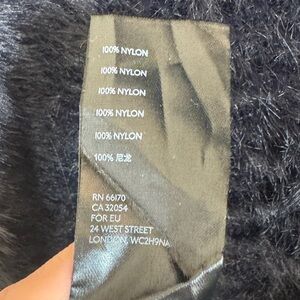 100% NYLON
100% NYLON
100% NYLON
100% NYLON
100% NYLON
100% 尼龙
RN 66170
CA 32054
FOR EU
24 WEST STREET
LONDON, WC2H9NA